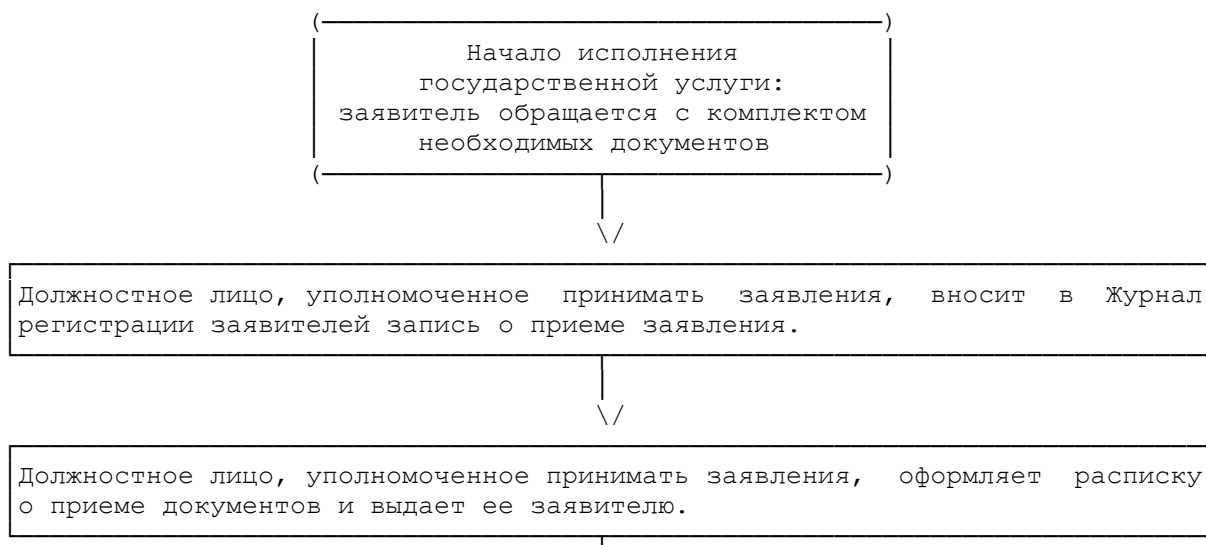 Начало исполнения
государственной услуги:
заявитель обращается с комплектом
необходимых документов
Должностное лицо, уполномоченное принимать заявления, вносит в Журнал
регистрации заявителей запись о приеме заявления.
Должностное лицо, уполномоченное принимать заявления, оформляет расписку
о приеме документов и выдает ее заявителю.